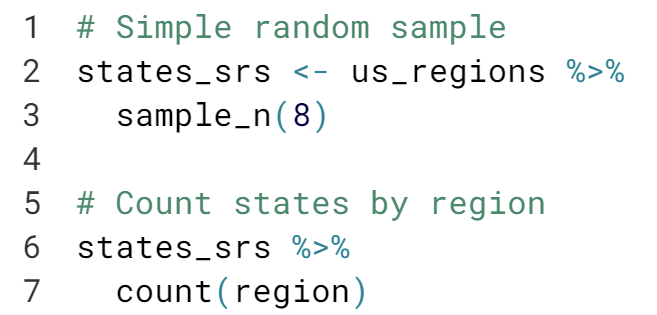 1 # Simple random sample
2 states_srs <- us_regions %>%
3   sample_n(8)
4
5 # Count states by region
6 states_srs %>%
7   count(region)